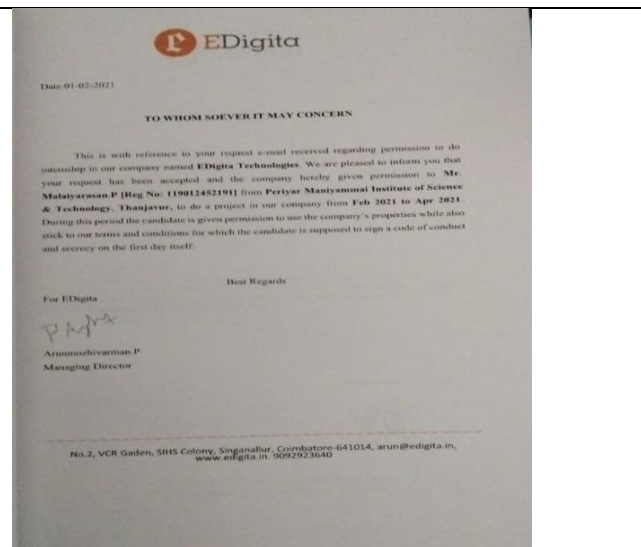 EDigita
Date:01-02-2021
TO WHOM SOEVER IT MAY CONCERN
This is with reference to your request e-mail received regarding permission to do
internship in our company named EDigita Technologies. We are pleased to inform you that
your request has been accepted and the company hereby given permission to Mr.
Malaiyarasan.P [Reg No: 119012452191] from Periyar Maniyammai Institute of Science
& Technology, Thanjavur, to do a project in our company from Feb 2021 to Apr 2021.
During this period the candidate is given permission to use the company's properties while also
stick to our terms and conditions for which the candidate is supposed to sign a code of conduct
and secrecy on the first day itself.
Best Regards
For EDigita
Arunmozhivarman.P
Managing Director
No.2, VCR Gaden, SIHS Colony, Singanallur, Coimbatore-641014, arun@edigita.in,
www.edigita.in. 9092923640